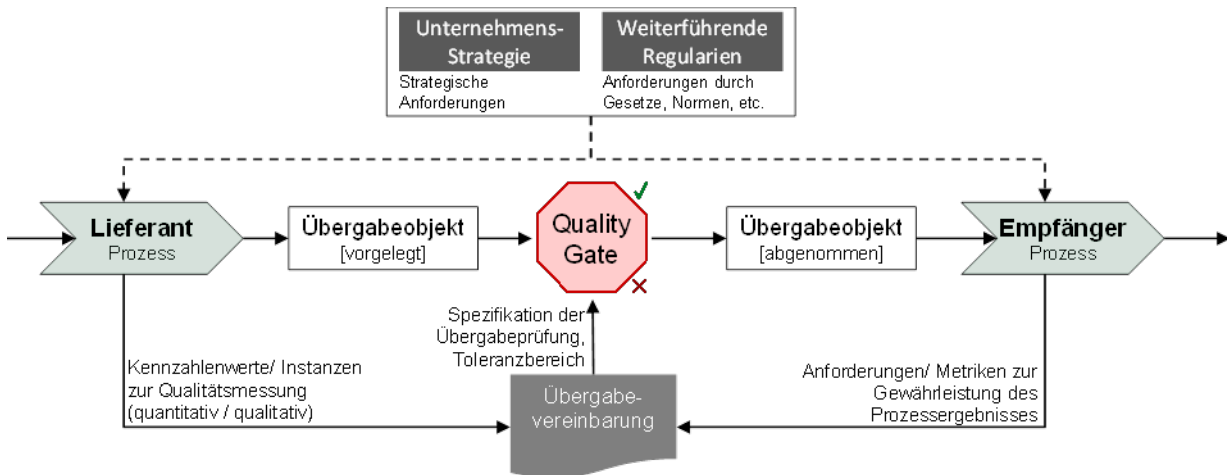 Unternehmens-
Strategie
Weiterführende
Regularien
Strategische
Anforderungen
Anforderungen durch
Gesetze, Normen, etc.
Lieferant
Prozess
Übergabeobjekt
[vorgelegt]
Quality
Gate
Übergabeobjekt
[abgenommen]
Empfänger
Prozess
Spezifikation der
Übergabeprüfung,
Toleranzbereich
Kennzahlenwerte/ Instanzen
zur Qualitätsmessung
(quantitativ / qualitativ)
Übergabe-
vereinbarung
Anforderungen/ Metriken zur
Gewährleistung des
Prozessergebnisses